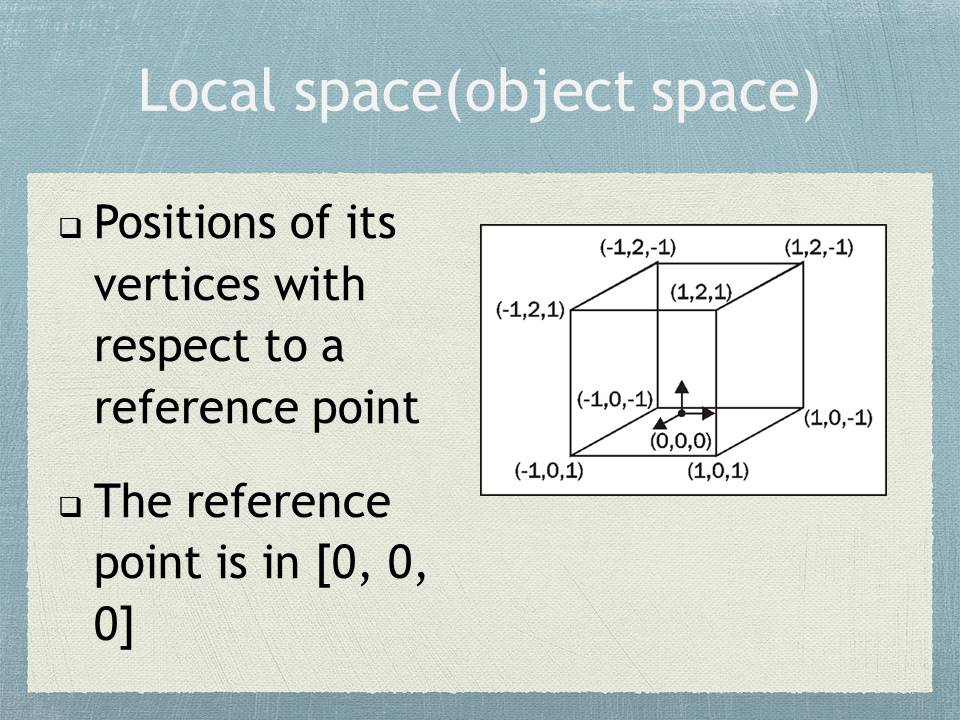 Local space(object space)
Positions of its
vertices with
respect to a
reference point
The reference
point is in [0, 0,
0]
(-1,2,-1)
(1,2,-1)
(1,2,1)
(-1,2,1)
(-1,0,-1)
(1,0,-1)
(0,0,0)
(-1,0,1)
(1,0,1)